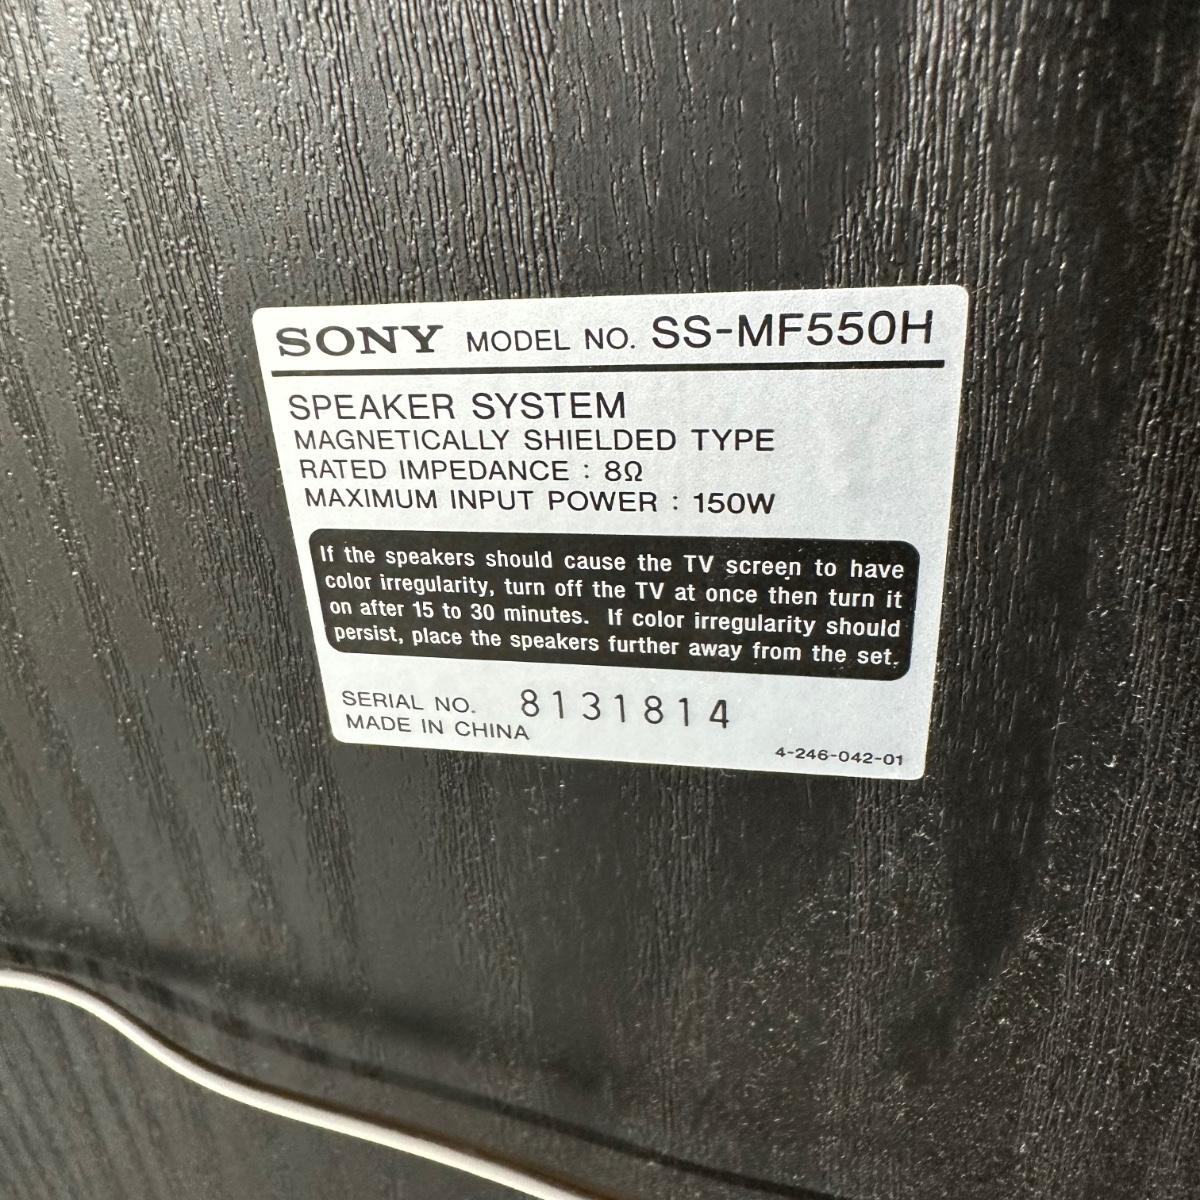 SONY MODEL NO. SS-MF550H
SPEAKER SYSTEM
MAGNETICALLY SHIELDED TYPE
RATED IMPEDANCE : 8Ω
MAXIMUM INPUT POWER : 150W
If the speakers should cause the TV screen to have
color irregularity, turn off the TV at once then turn it
on after 15 to 30 minutes. If color irregularity should
persist, place the speakers further away from the set.
SERIAL NO. 8131814
MADE IN CHINA
4-246-042-01